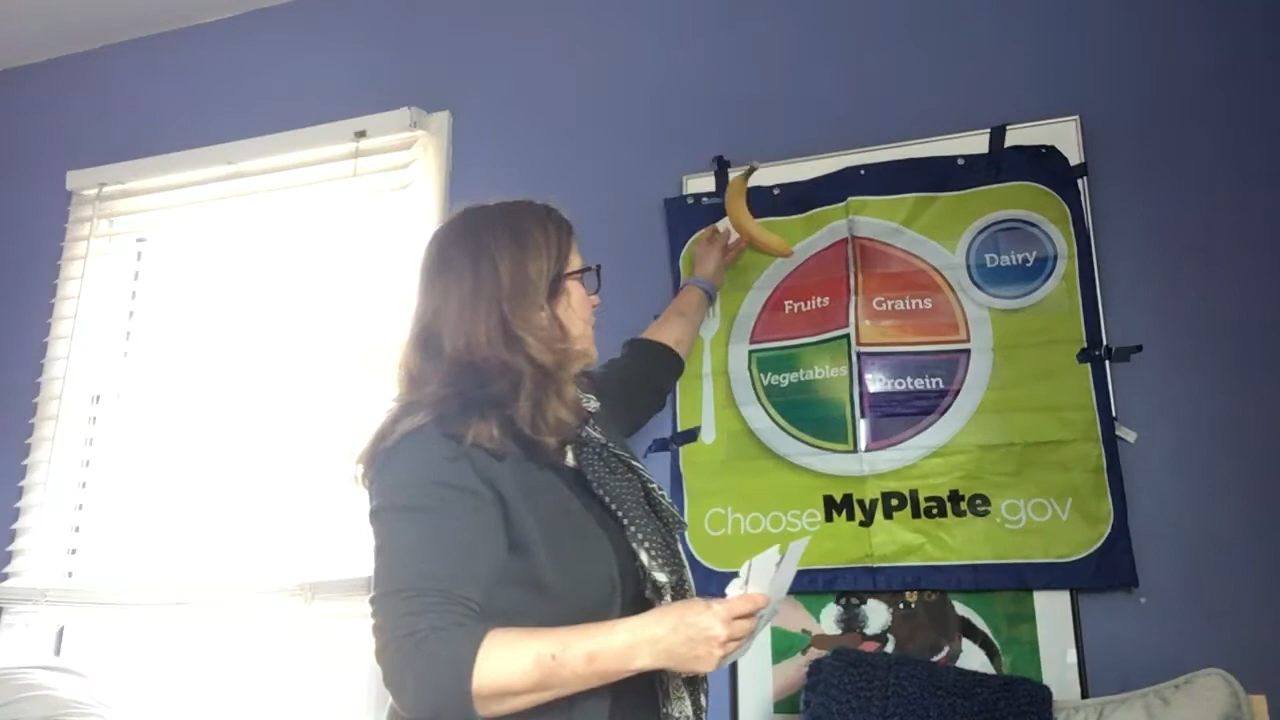 Dairy
Fruits
Grains
Vegetables
Protein
ChooseMyPlate.gov